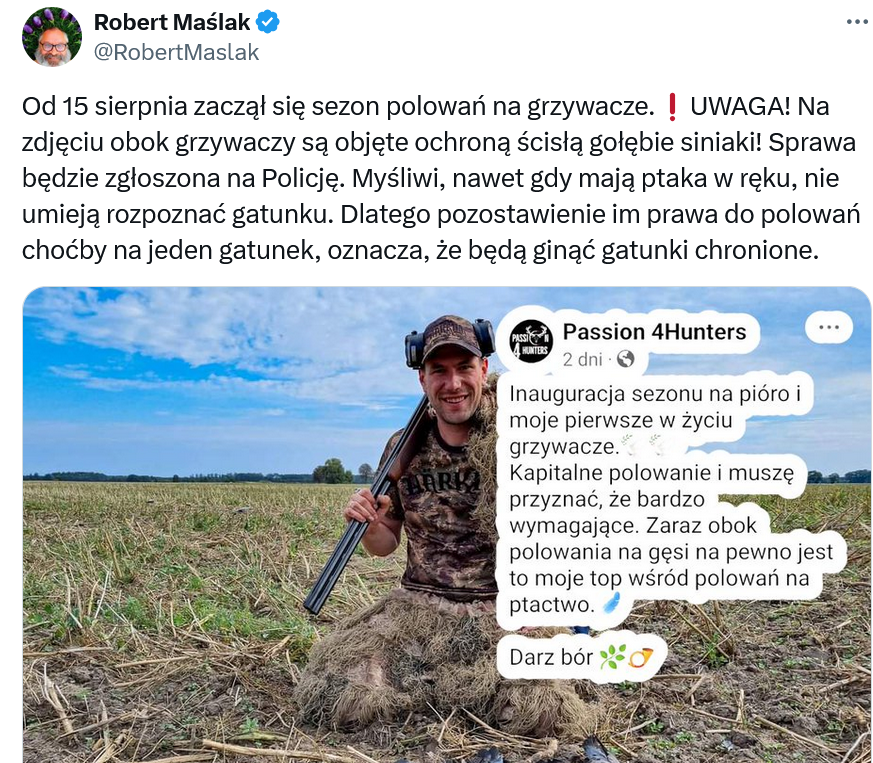 Robert Maślak
@RobertMaslak
Od 15 sierpnia zaczął się sezon polowań na grzywacze. ❗ UWAGA! Na
zdjęciu obok grzywaczy są objęte ochroną ścisłą gołębie siniaki! Sprawa
będzie zgłoszona na Policję. Myśliwi, nawet gdy mają ptaka w ręku, nie
umieją rozpoznać gatunku. Dlatego pozostawienie im prawa do polowań
choćby na jeden gatunek, oznacza, że będą ginąć gatunki chronione.
PASSION
4 HUNTERS
Passion 4Hunters
2 dni
Inauguracja sezonu na pióro i
moje pierwsze w życiu
grzywacze.🕊🕊
Kapitalne polowanie i muszę
przyznać, że bardzo
wymagające. Zaraz obok
polowania na gęsi na pewno jest
to moje top wśród polowań na
ptactwo. 🪶
Darz bór 🌿📯